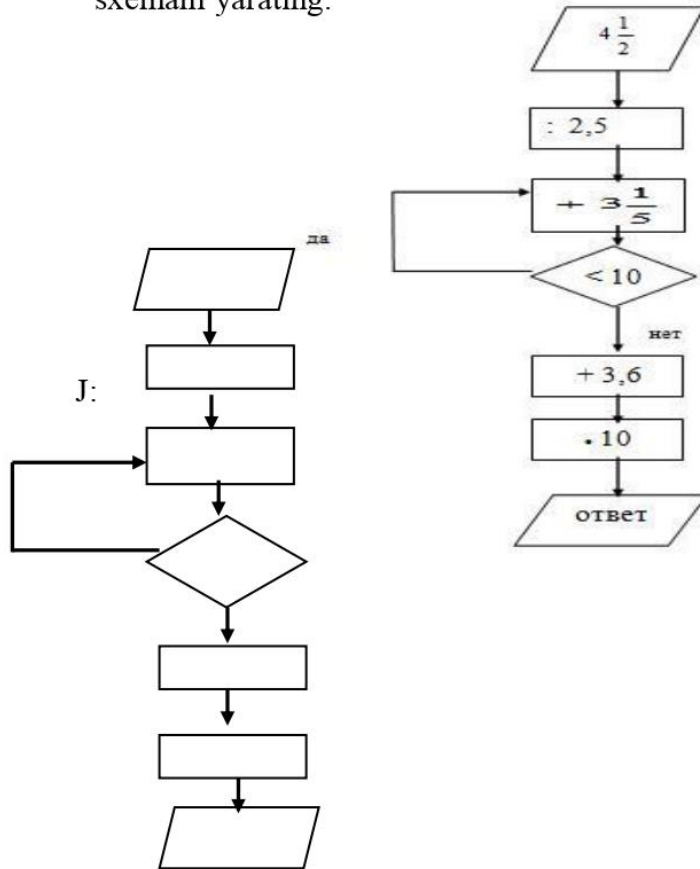 sxemani yarating.
4 1/2
: 2,5
+ 3 1/5
да
< 10
нет
+ 3,6
• 10
ответ
J: